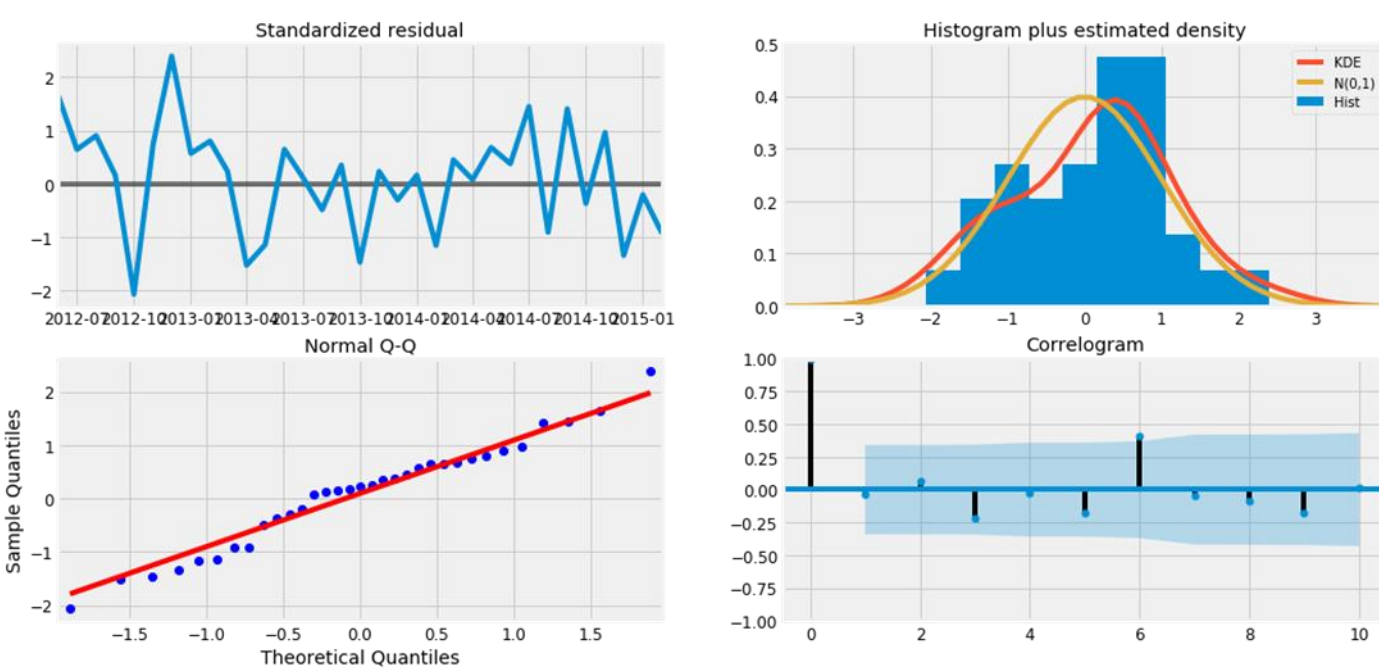 Standardized residual
2
1
0
−1
−2
2012-07 2012-10 2013-01 2013-04 2013-07 2013-10 2014-01 2014-04 2014-07 2014-10 2015-01
Histogram plus estimated density
0.5
0.4
0.3
0.2
0.1
0.0
KDE
N(0,1)
Hist
−3 −2 −1 0 1 2 3
Normal Q-Q
Sample Quantiles
2
1
0
−1
−2
−1.5 −1.0 −0.5 0.0 0.5 1.0 1.5
Theoretical Quantiles
Correlogram
1.00
0.75
0.50
0.25
0.00
−0.25
−0.50
−0.75
−1.00
0 2 4 6 8 10